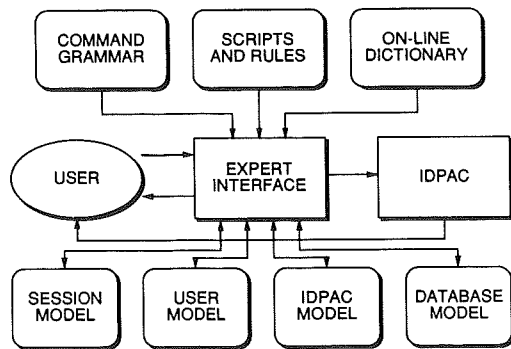 COMMAND
GRAMMAR
SCRIPTS
AND RULES
ON-LINE
DICTIONARY
USER
EXPERT
INTERFACE
IDPAC
SESSION
MODEL
USER
MODEL
IDPAC
MODEL
DATABASE
MODEL